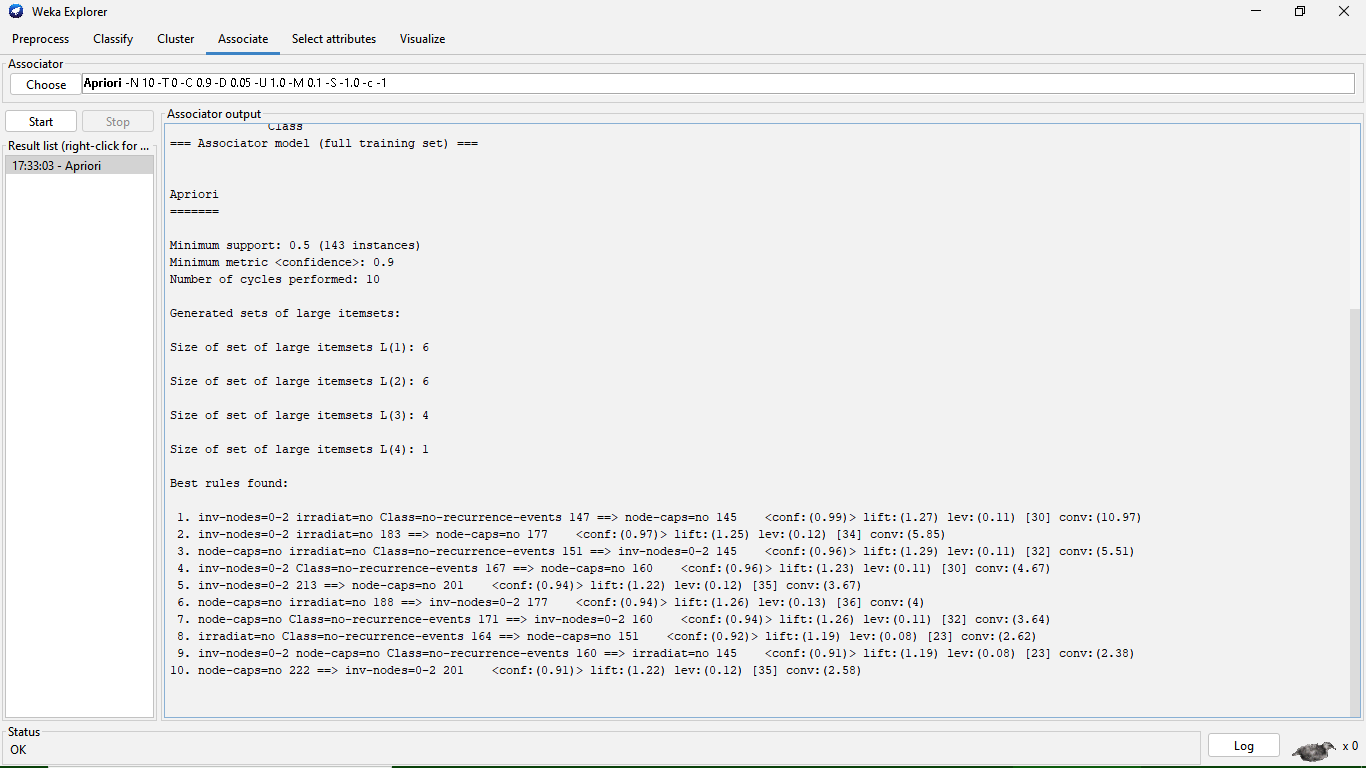 Weka Explorer
Preprocess Classify Cluster Associate Select attributes Visualize
Associator
Choose Apriori -N 10 -T 0 -C 0.9 -D 0.05 -U 1.0 -M 0.1 -S -1.0 -c -1
Start Stop
Result list (right-click for ...
17:33:03 - Apriori
Associator output
Class
=== Associator model (full training set) ===
Apriori
=======
Minimum support: 0.5 (143 instances)
Minimum metric <confidence>: 0.9
Number of cycles performed: 10
Generated sets of large itemsets:
Size of set of large itemsets L(1): 6
Size of set of large itemsets L(2): 6
Size of set of large itemsets L(3): 4
Size of set of large itemsets L(4): 1
Best rules found:
1. inv-nodes=0-2 irradiat=no Class=no-recurrence-events 147 ==> node-caps=no 145 <conf:(0.99)> lift:(1.27) lev:(0.11) [30] conv:(10.97)
2. inv-nodes=0-2 irradiat=no 183 ==> node-caps=no 177 <conf:(0.97)> lift:(1.25) lev:(0.12) [34] conv:(5.85)
3. node-caps=no irradiat=no Class=no-recurrence-events 151 ==> inv-nodes=0-2 145 <conf:(0.96)> lift:(1.29) lev:(0.11) [32] conv:(5.51)
4. inv-nodes=0-2 Class=no-recurrence-events 167 ==> node-caps=no 160 <conf:(0.96)> lift:(1.23) lev:(0.11) [30] conv:(4.67)
5. inv-nodes=0-2 213 ==> node-caps=no 201 <conf:(0.94)> lift:(1.22) lev:(0.12) [35] conv:(3.67)
6. node-caps=no irradiat=no 188 ==> inv-nodes=0-2 177 <conf:(0.94)> lift:(1.26) lev:(0.13) [36] conv:(4)
7. node-caps=no Class=no-recurrence-events 171 ==> inv-nodes=0-2 160 <conf:(0.94)> lift:(1.26) lev:(0.11) [32] conv:(3.64)
8. irradiat=no Class=no-recurrence-events 164 ==> node-caps=no 151 <conf:(0.92)> lift:(1.19) lev:(0.08) [23] conv:(2.62)
9. inv-nodes=0-2 node-caps=no Class=no-recurrence-events 160 ==> irradiat=no 145 <conf:(0.91)> lift:(1.19) lev:(0.08) [23] conv:(2.38)
10. node-caps=no 222 ==> inv-nodes=0-2 201 <conf:(0.91)> lift:(1.22) lev:(0.12) [35] conv:(2.58)
Status
OK
Log
x 0